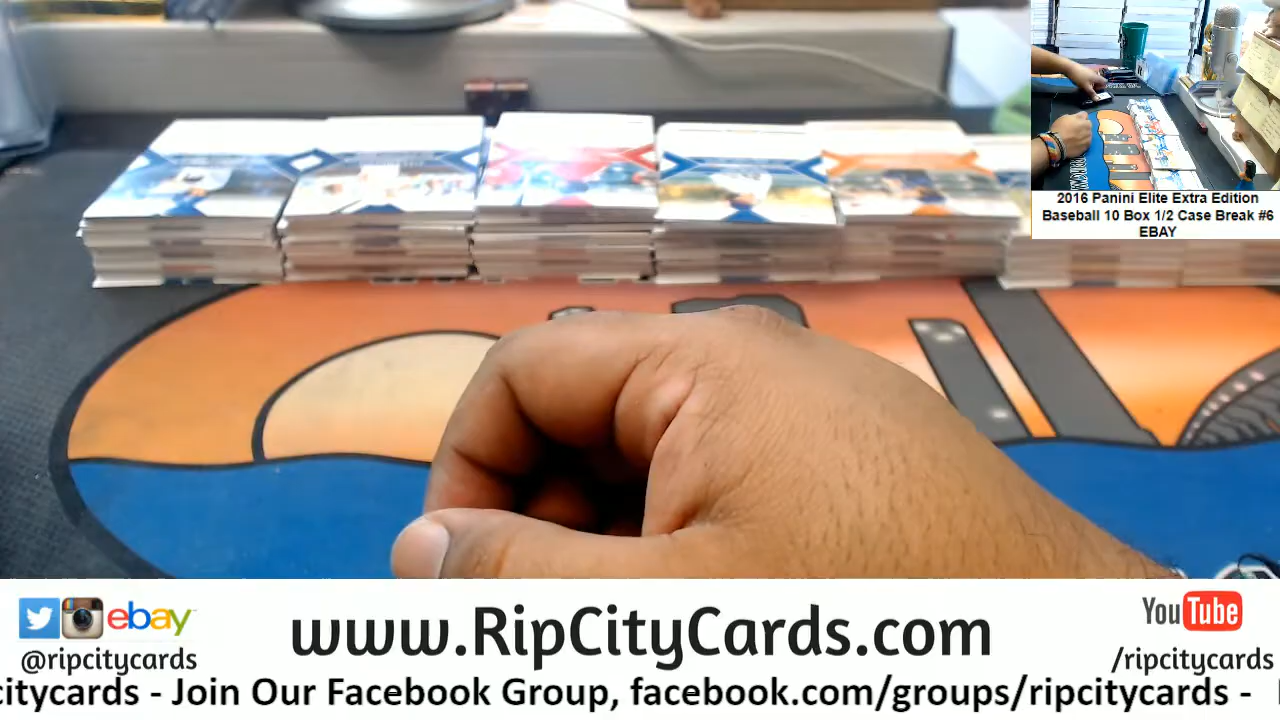 2016 Panini Elite Extra Edition
Baseball 10 Box 1/2 Case Break #6
EBAY
ebay
@ripcitycards
www.RipCityCards.com
YouTube
/ripcitycards
citycards - Join Our Facebook Group, facebook.com/groups/ripcitycards -